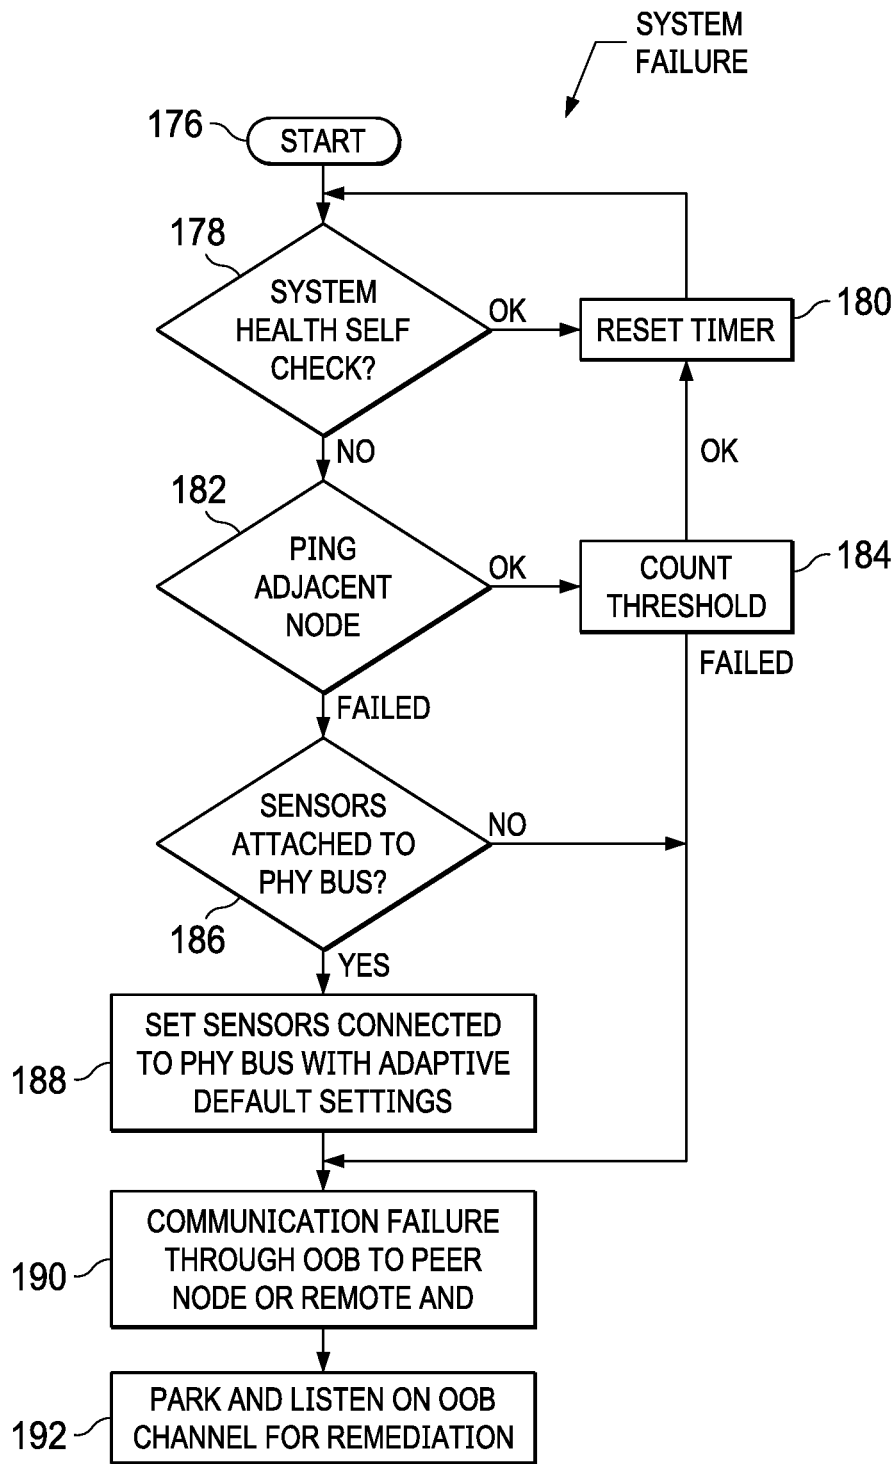 SYSTEM
FAILURE
176
START
178
SYSTEM
HEALTH SELF
CHECK?
OK
RESET TIMER
180
NO
OK
182
PING
ADJACENT
NODE
OK
COUNT
THRESHOLD
184
FAILED
FAILED
SENSORS
ATTACHED TO
PHY BUS?
NO
186
YES
SET SENSORS CONNECTED
TO PHY BUS WITH ADAPTIVE
DEFAULT SETTINGS
188
COMMUNICATION FAILURE
THROUGH OOB TO PEER
NODE OR REMOTE AND
190
PARK AND LISTEN ON OOB
CHANNEL FOR REMEDIATION
192